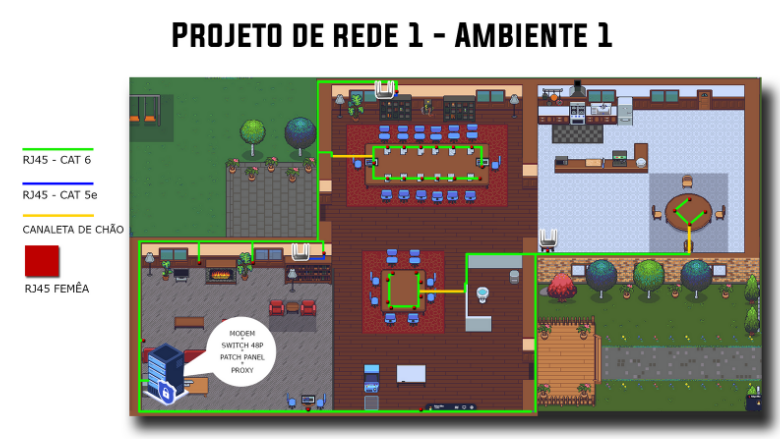 PROJETO DE REDE 1 - AMBIENTE 1
RJ45 - CAT 6
RJ45 - CAT 5e
CANALETA DE CHÃO
RJ45 FEMÊA
MODEM
+
SWITCH 48P
+
PATCH PANEL
+
PROXY